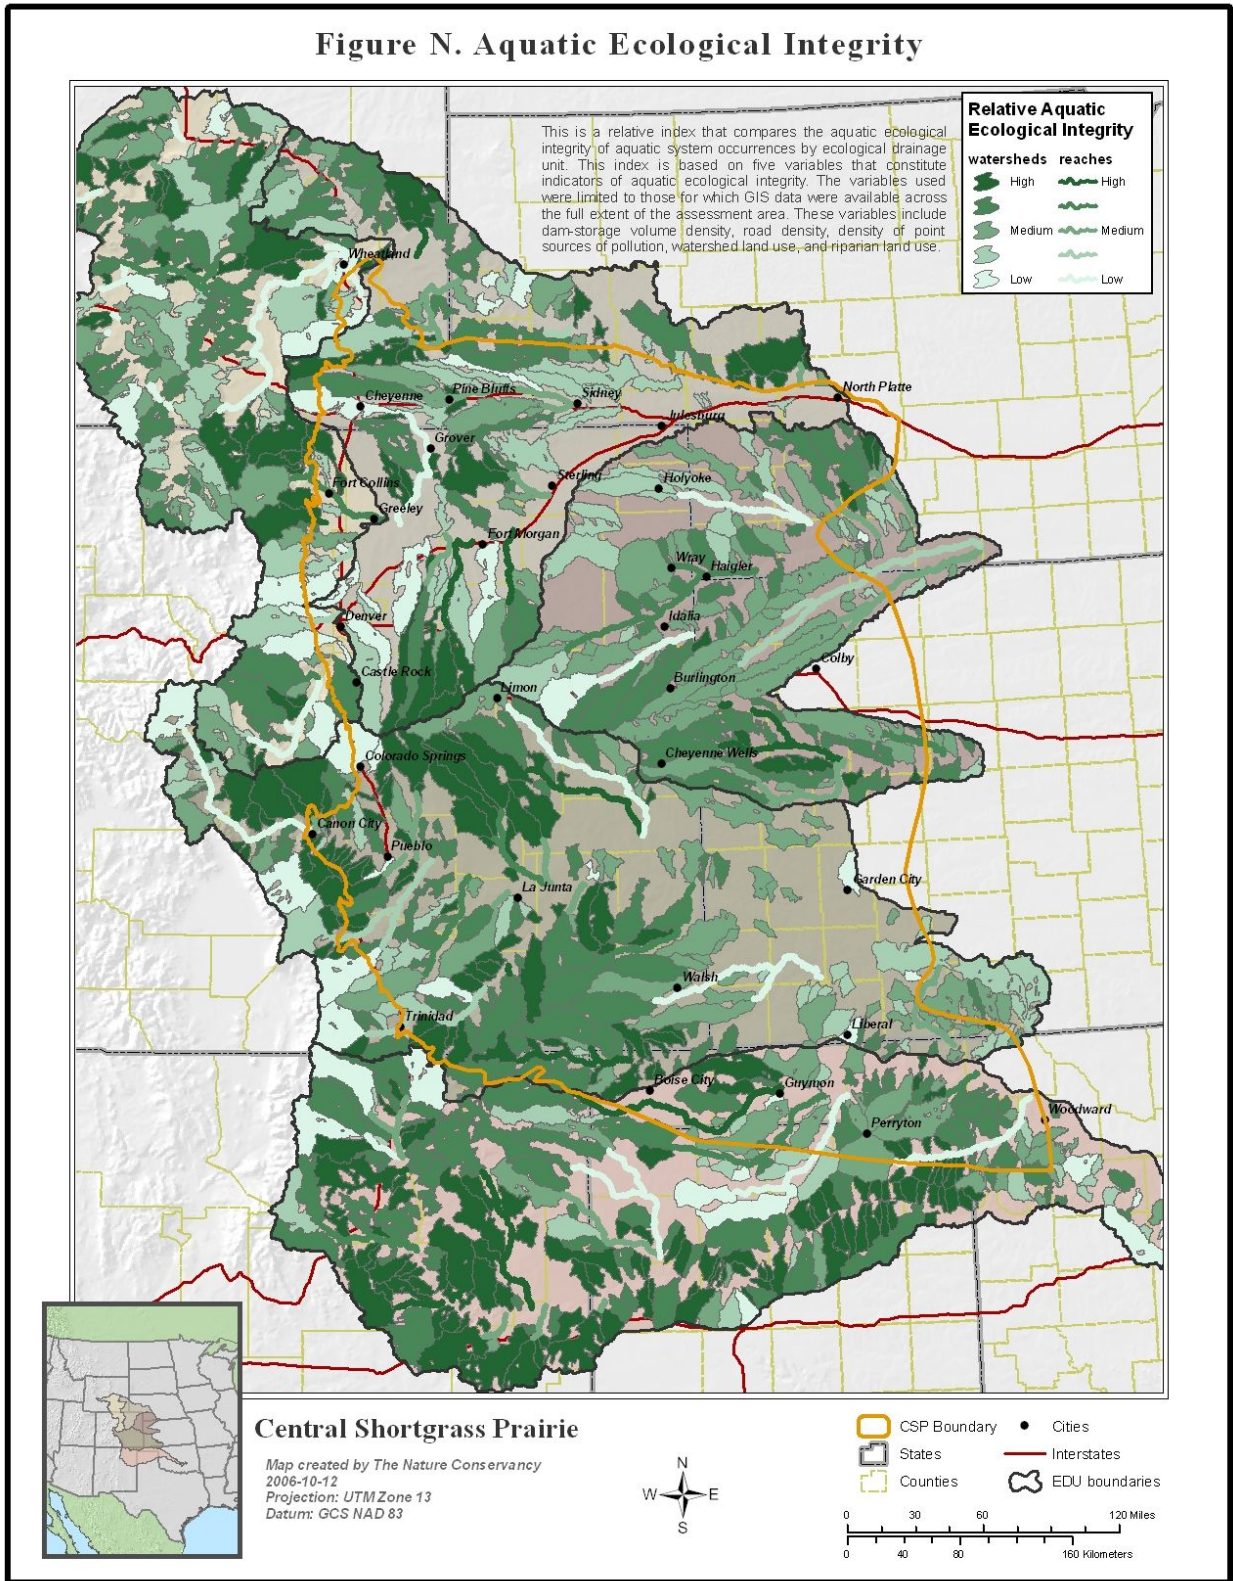 Figure N. Aquatic Ecological Integrity
This is a relative index that compares the aquatic ecological
integrity of aquatic system occurrences by ecological drainage
unit. This index is based on five variables that constitute
indicators of aquatic ecological integrity. The variables used
were limited to those for which GIS data were available across
the full extent of the assessment area. These variables include
dam-storage volume density, road density, density of point
sources of pollution, watershed land use, and riparian land use.
Relative Aquatic
Ecological Integrity
watersheds reaches
High High
Medium Medium
Low Low
Wheatland
Cheyenne
Pine Bluffs
Sidney
North Platte
Julesburg
Grover
Sterling
Holyoke
Fort Collins
Greeley
Fort Morgan
Wray
Haigler
Denver
Idalia
Colby
Castle Rock
Limon
Burlington
Colorado Springs
Cheyenne Wells
Canon City
Pueblo
La Junta
Garden City
Walsh
Trinidad
Liberal
Boise City
Guymon
Perryton
Woodward
Central Shortgrass Prairie
Map created by The Nature Conservancy
2006-10-12
Projection: UTM Zone 13
Datum: GCS NAD 83
N
W E
S
CSP Boundary
Cities
States
Interstates
Counties
EDU boundaries
0 30 60 120 Miles
0 40 80 160 Kilometers